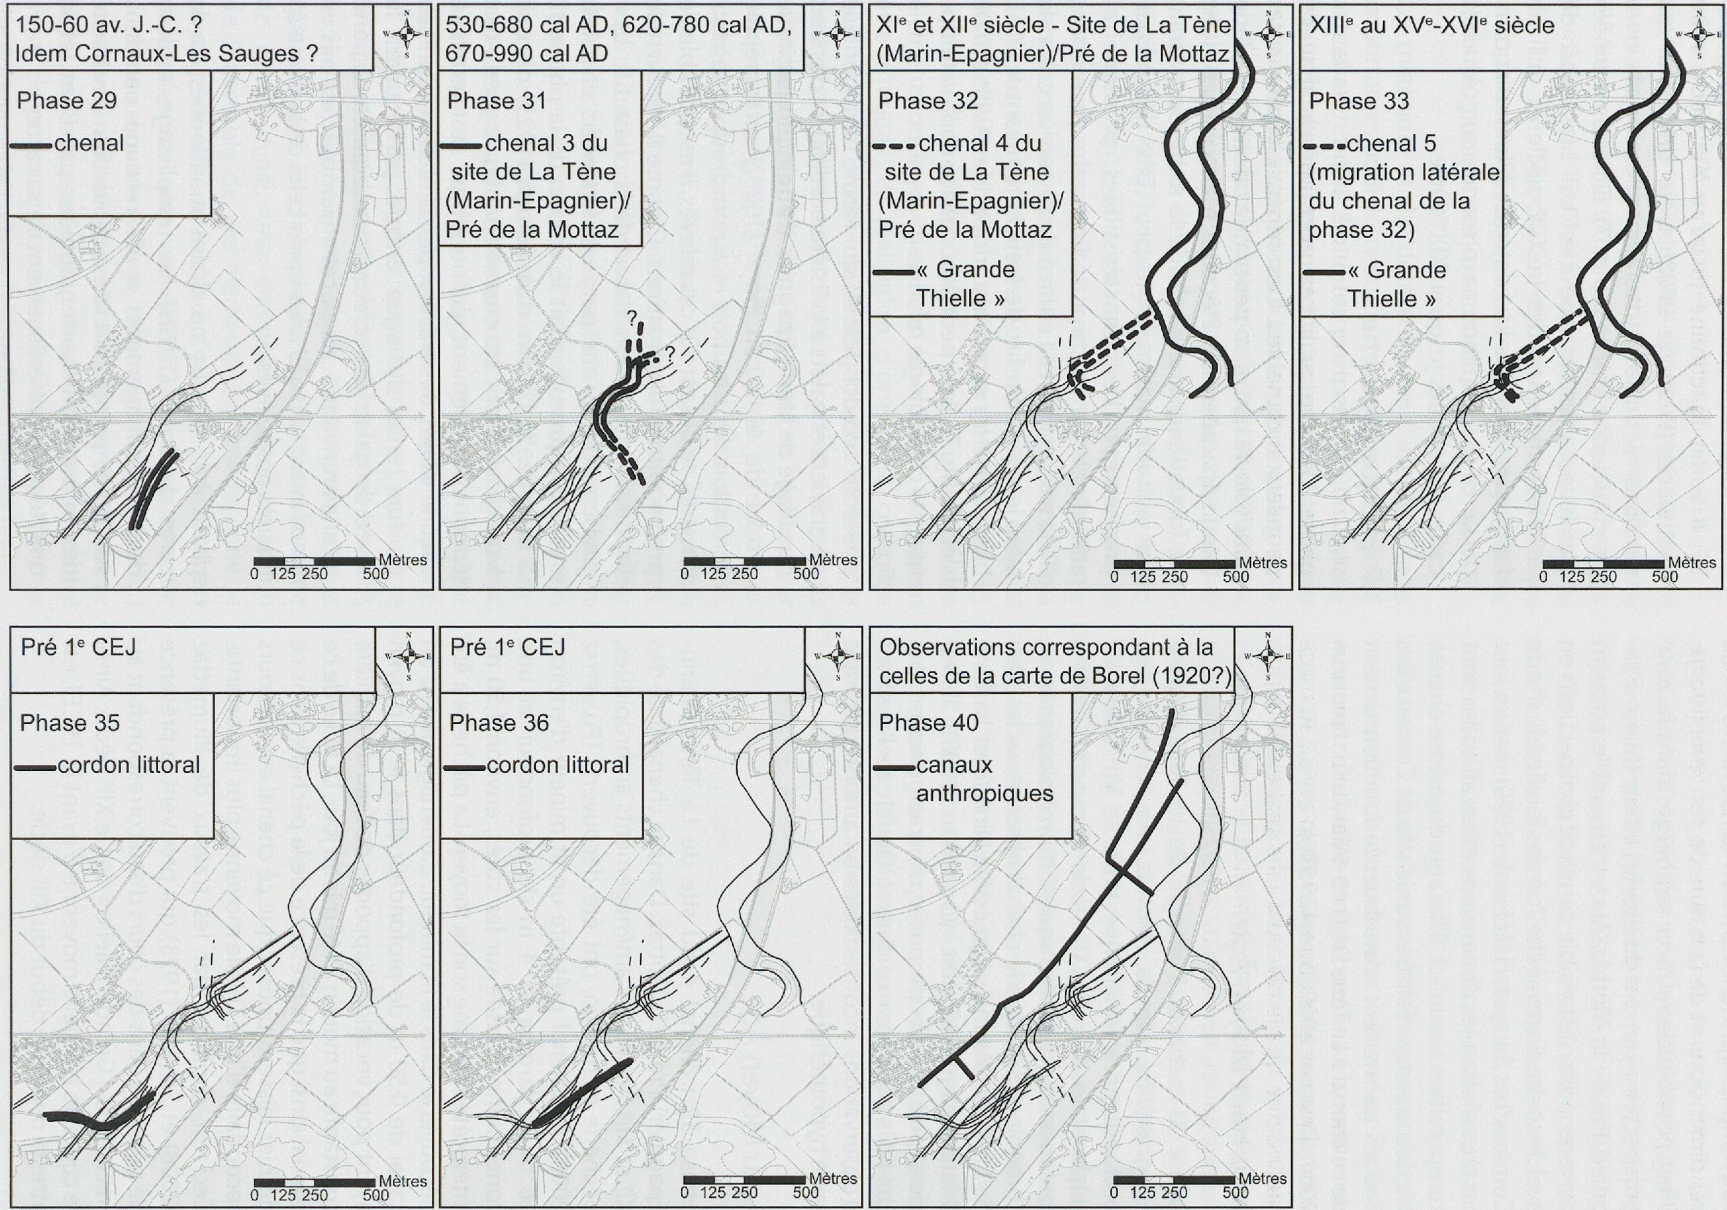 150-60 av. J.-C. ?
Idem Cornaux-Les Sauges ?
N
W E
S
Phase 29
chenal
Mètres
0 125 250 500
530-680 cal AD, 620-780 cal AD,
670-990 cal AD
N
W E
S
Phase 31
chenal 3 du
site de La Tène
(Marin-Epagnier)/
Pré de la Mottaz
?
?
Mètres
0 125 250 500
XIe et XIIe siècle - Site de La Tène
(Marin-Epagnier)/Pré de la Mottaz
N
W E
S
Phase 32
chenal 4 du
site de La Tène
(Marin-Epagnier)/
Pré de la Mottaz
« Grande
Thielle »
Mètres
0 125 250 500
XIIIe au XVe-XVIe siècle
N
W E
S
Phase 33
chenal 5
(migration latérale
du chenal de la
phase 32)
« Grande
Thielle »
Mètres
0 125 250 500
Pré 1e CEJ
N
W E
S
Phase 35
cordon littoral
Mètres
0 125 250 500
Pré 1e CEJ
N
W E
S
Phase 36
cordon littoral
Mètres
0 125 250 500
Observations correspondant à la
celles de la carte de Borel (1920?)
N
W E
S
Phase 40
canaux
anthropiques
Mètres
0 125 250 500